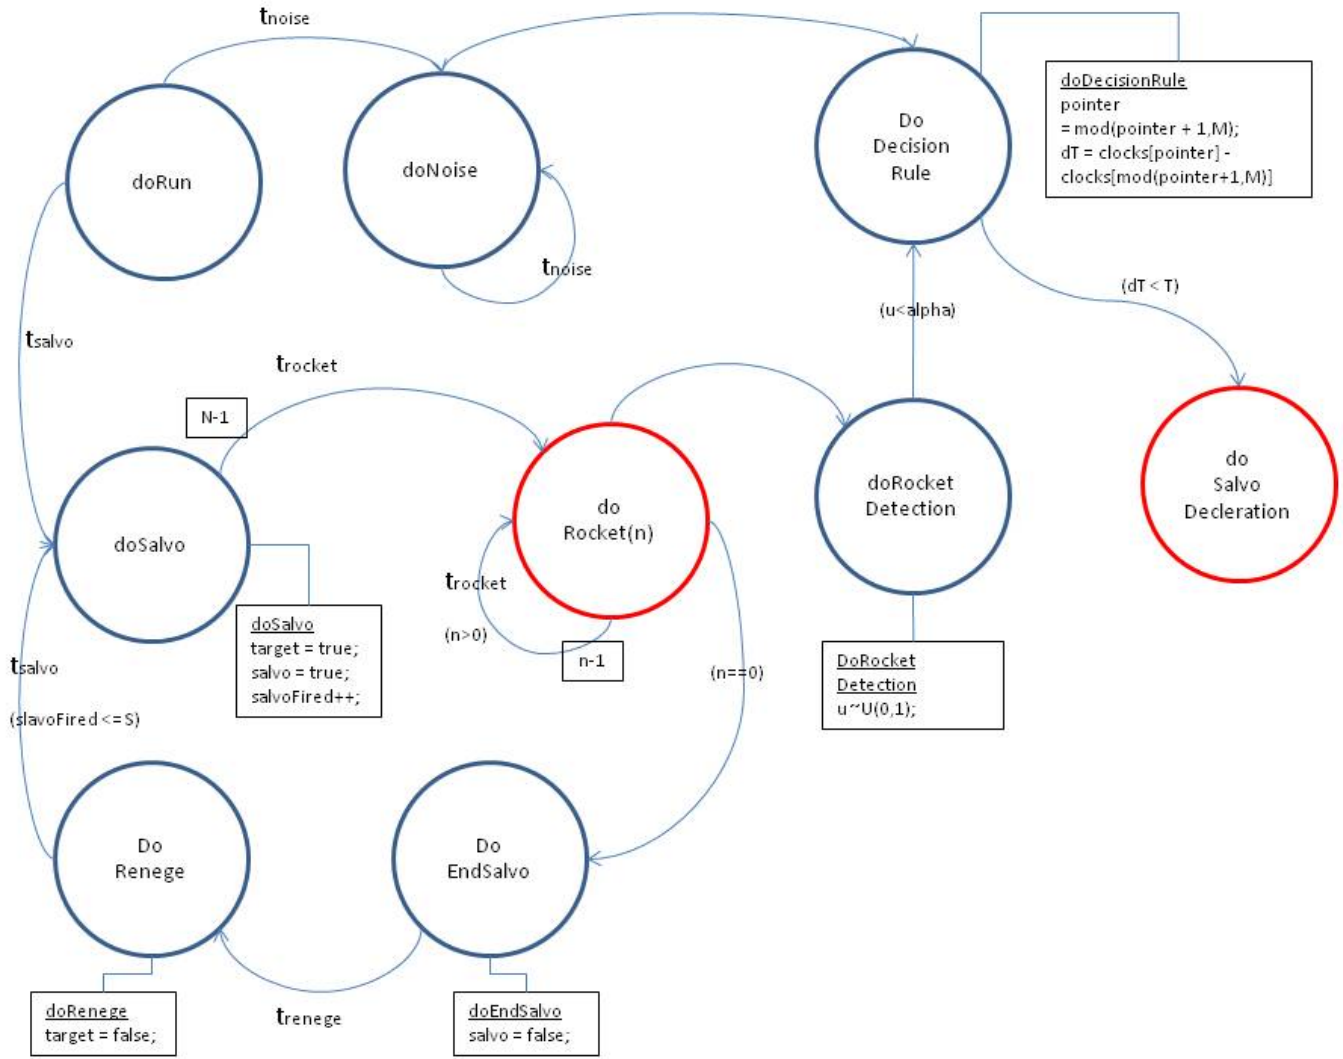 tnoise
doRun
doNoise
tnoise
Do
Decision
Rule
doDecisionRule
pointer
= mod(pointer + 1,M);
dT = clocks[pointer] -
clocks[mod(pointer+1,M)]
(dT < T)
(u<alpha)
tsalvo
trocket
N-1
doSalvo
doSalvo
target = true;
salvo = true;
salvoFired++;
do
Rocket(n)
trocket
(n>0)
n-1
(n==0)
doRocket
Detection
DoRocket
Detection
u~U(0,1);
do
Salvo
Decleration
tsalvo
(slavoFired <= S)
Do
Renege
Do
EndSalvo
trenege
doRenege
target = false;
doEndSalvo
salvo = false;